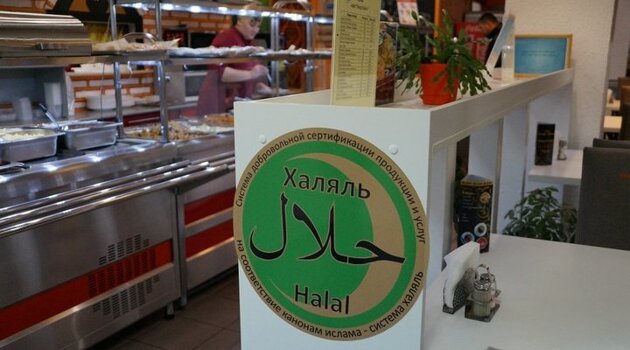 Система добровольной сертификации продукции и услуг
Халяль
حلال
Halal
на соответствие канонам ислама - система халяль